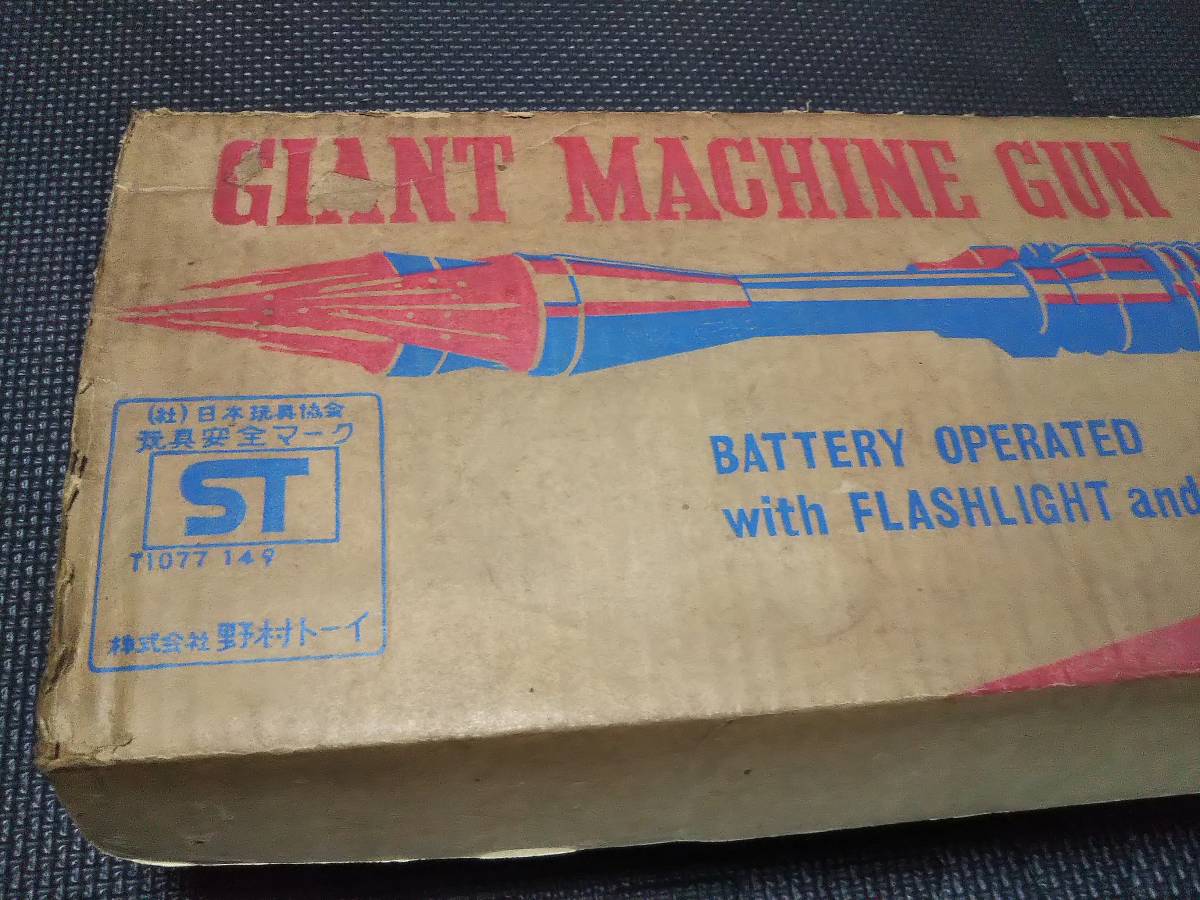 GIANT MACHINE GUN
(社)日本玩具協会
玩具安全マーク
ST
T1077 149
株式会社 野村トーイ
BATTERY OPERATED
with FLASHLIGHT and